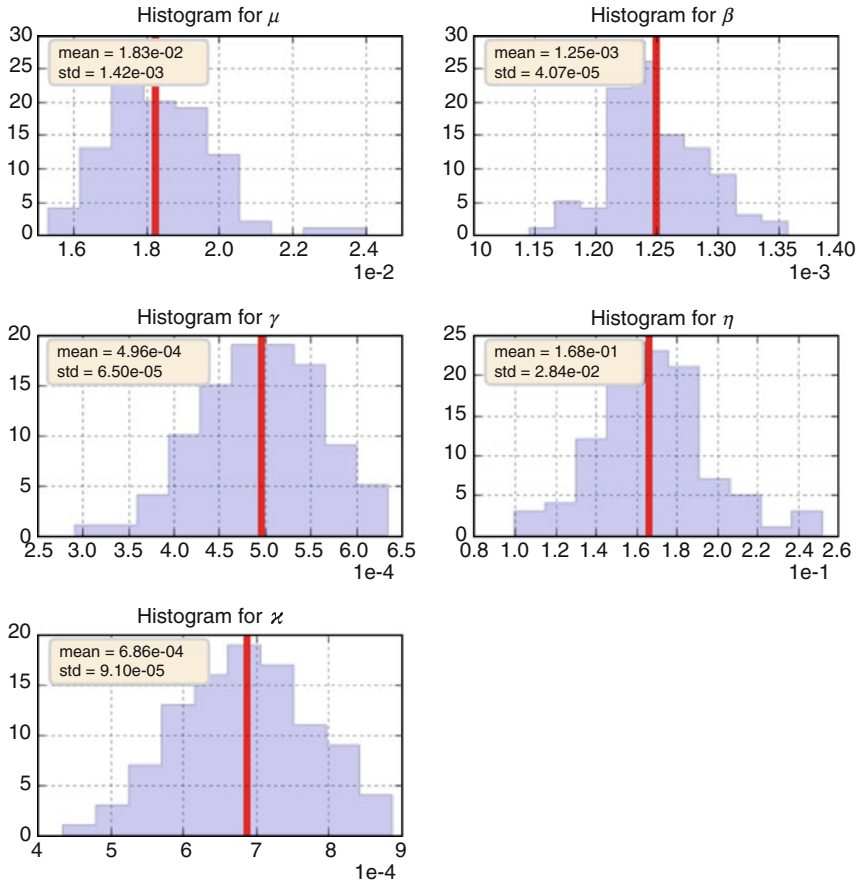 Histogram for μ
mean = 1.83e-02
std = 1.42e-03
30
25
20
15
10
5
0
1.6 1.8 2.0 2.2 2.4
1e-2
Histogram for β
mean = 1.25e-03
std = 4.07e-05
30
25
20
15
10
5
0
10 1.15 1.20 1.25 1.30 1.35 1.40
1e-3
Histogram for γ
mean = 4.96e-04
std = 6.50e-05
20
15
10
5
0
2.5 3.0 3.5 4.0 4.5 5.0 5.5 6.0 6.5
1e-4
Histogram for η
mean = 1.68e-01
std = 2.84e-02
25
20
15
10
5
0
0.8 1.0 1.2 1.4 1.6 1.8 2.0 2.2 2.4 2.6
1e-1
Histogram for ϰ
mean = 6.86e-04
std = 9.10e-05
20
15
10
5
0
4 5 6 7 8 9
1e-4